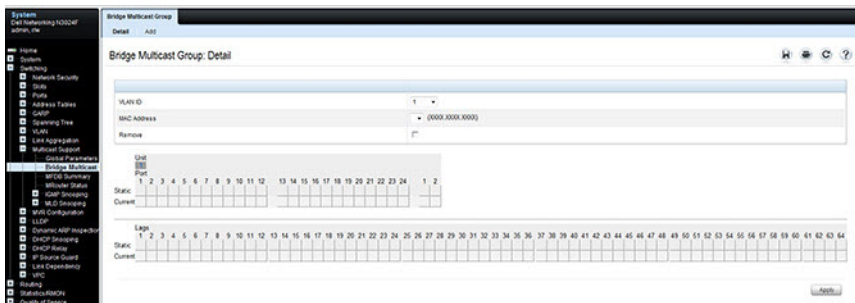 System
Dell Networking N3024F
admin, r/w
Home
System
Switching
Network Security
Slots
Ports
Address Tables
GARP
Spanning Tree
VLAN
Link Aggregation
Multicast Support
Global Parameters
Bridge Multicast
MFDB Summary
MRouter Status
IGMP Snooping
MLD Snooping
MVR Configuration
LLDP
Dynamic ARP Inspection
DHCP Snooping
DHCP Relay
IP Source Guard
Link Dependency
VPC
Routing
Statistics/RMON
Quality of Service
Bridge Multicast Group
Detail Add
Bridge Multicast Group: Detail
?
VLAN ID 1
MAC Address (XXXX.XXXX.XXXX)
Remove
Unit
1
Port
1 2 3 4 5 6 7 8 9 10 11 12 13 14 15 16 17 18 19 20 21 22 23 24 1 2
Static
Current
Lags
1 2 3 4 5 6 7 8 9 10 11 12 13 14 15 16 17 18 19 20 21 22 23 24 25 26 27 28 29 30 31 32 33 34 35 36 37 38 39 40 41 42 43 44 45 46 47 48 49 50 51 52 53 54 55 56 57 58 59 60 61 62 63 64
Static
Current
Apply